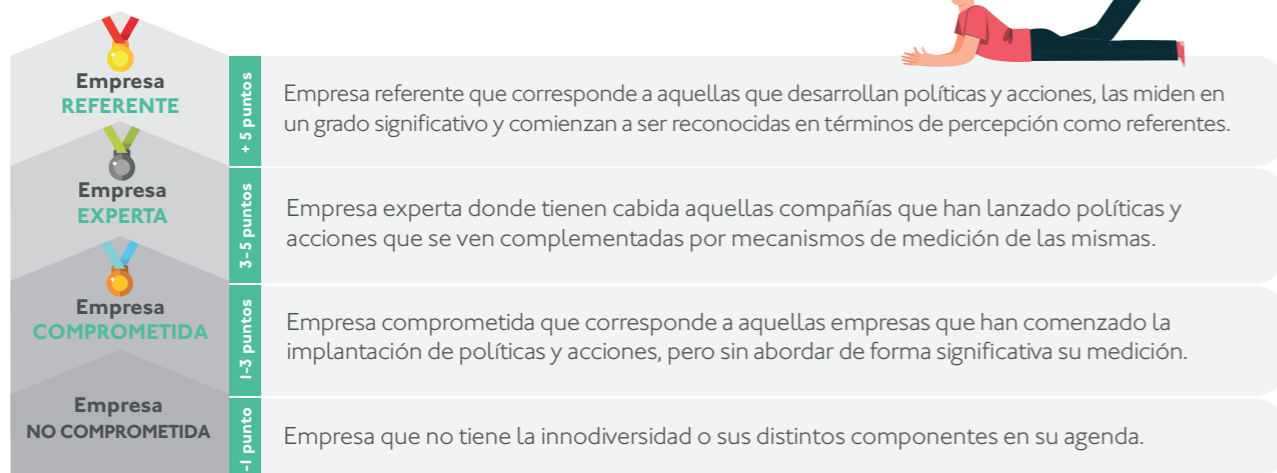 Empresa
REFERENTE
+ 5 puntos
Empresa referente que corresponde a aquellas que desarrollan políticas y acciones, las miden en
un grado significativo y comienzan a ser reconocidas en términos de percepción como referentes.
Empresa
EXPERTA
3-5 puntos
Empresa experta donde tienen cabida aquellas compañías que han lanzado políticas y
acciones que se ven complementadas por mecanismos de medición de las mismas.
Empresa
COMPROMETIDA
1-3 puntos
Empresa comprometida que corresponde a aquellas empresas que han comenzado la
implantación de políticas y acciones, pero sin abordar de forma significativa su medición.
Empresa
NO COMPROMETIDA
-1 punto
Empresa que no tiene la innodiversidad o sus distintos componentes en su agenda.